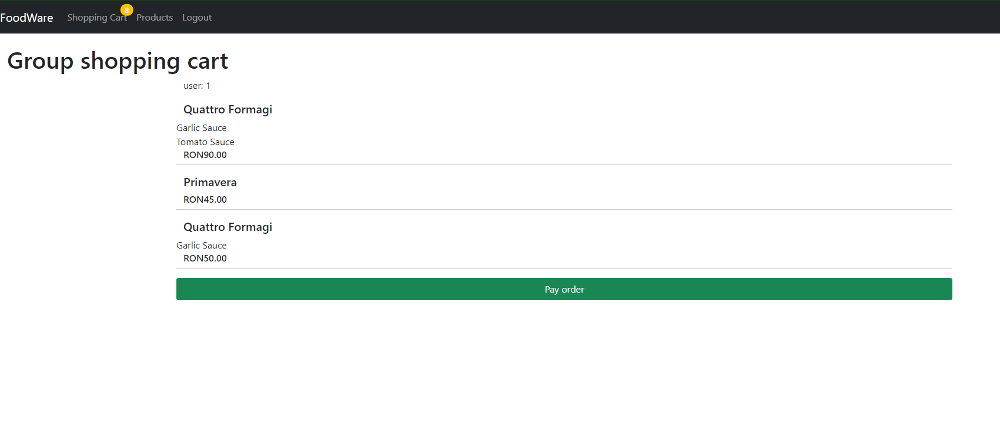 FoodWare Shopping Cart 8 Products Logout
Group shopping cart
user: 1
Quattro Formagi
Garlic Sauce
Tomato Sauce
RON90.00
Primavera
RON45.00
Quattro Formagi
Garlic Sauce
RON50.00
Pay order